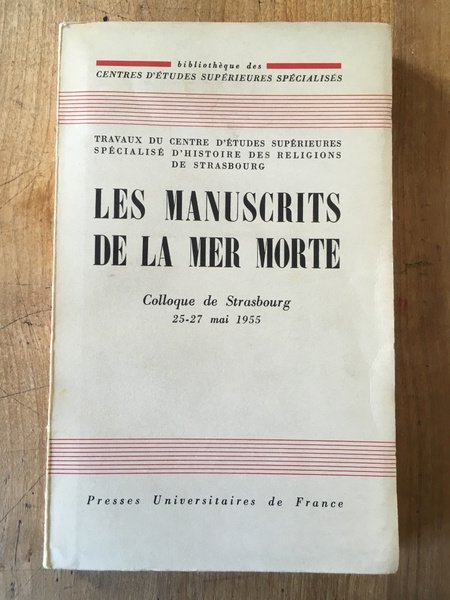 bibliothèque des
CENTRES D'ÉTUDES SUPÉRIEURES SPÉCIALISÉS
TRAVAUX DU CENTRE D'ÉTUDES SUPÉRIEURES
SPÉCIALISÉ D'HISTOIRE DES RELIGIONS
DE STRASBOURG
LES MANUSCRITS
DE LA MER MORTE
Colloque de Strasbourg
25-27 mai 1955
Presses Universitaires de France